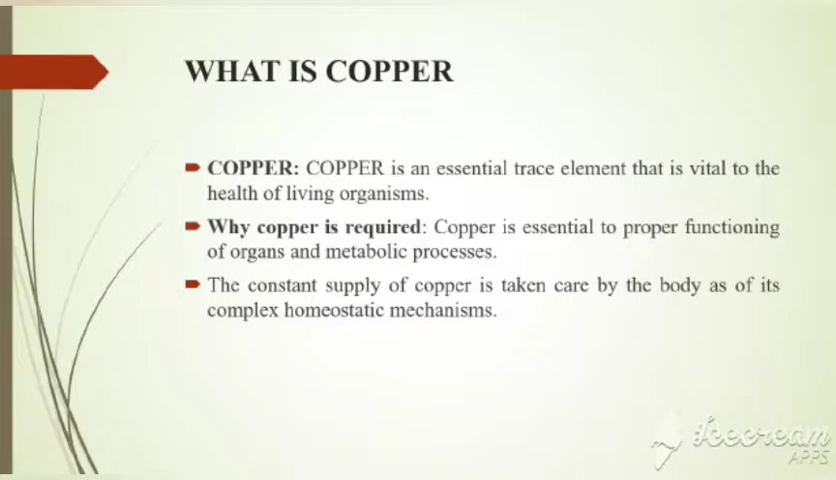 WHAT IS COPPER
COPPER: COPPER is an essential trace element that is vital to the
health of living organisms.
Why copper is required: Copper is essential to proper functioning
of organs and metabolic processes.
The constant supply of copper is taken care by the body as of its
complex homeostatic mechanisms.
Icecream
APPS